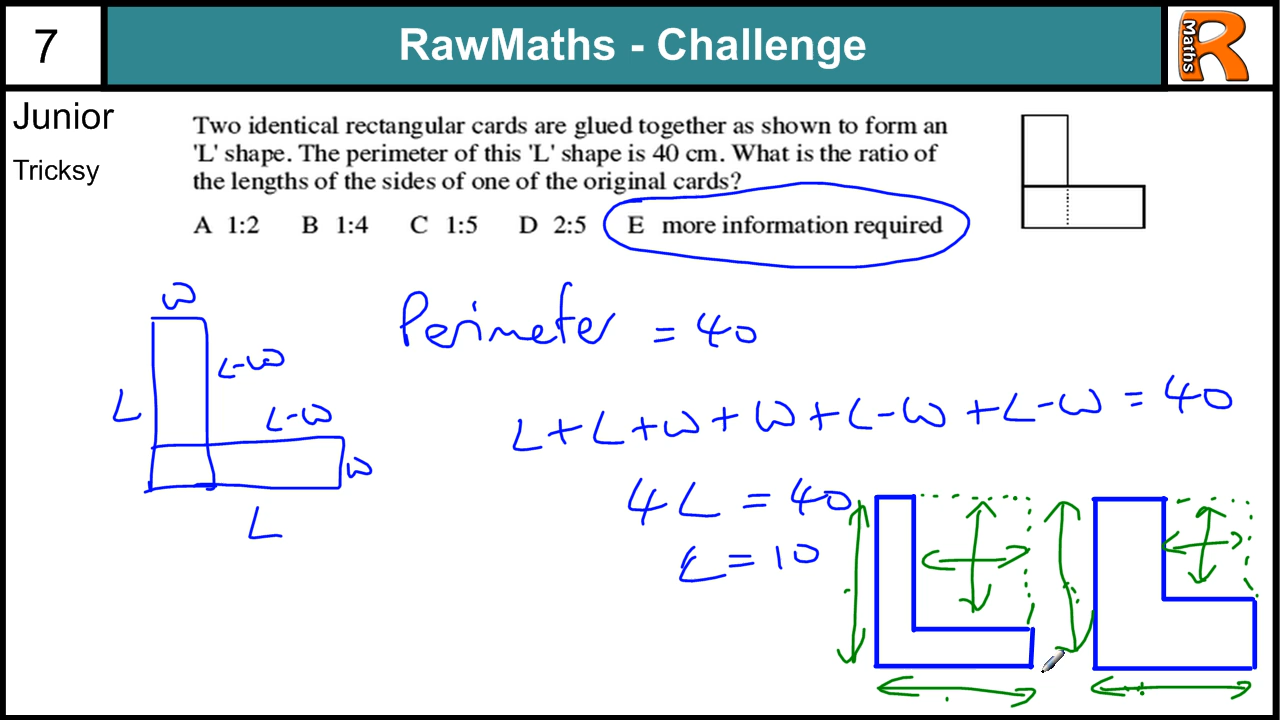 7
RawMaths - Challenge
Maths R
Junior
Tricksy
Two identical rectangular cards are glued together as shown to form an
'L' shape. The perimeter of this 'L' shape is 40 cm. What is the ratio of
the lengths of the sides of one of the original cards?
A 1:2 B 1:4 C 1:5 D 2:5 E more information required
W
L-W
L-W
L
W
L
Perimeter = 40
L+L+W+W+L-W+L-W = 40
4L = 40
L = 10